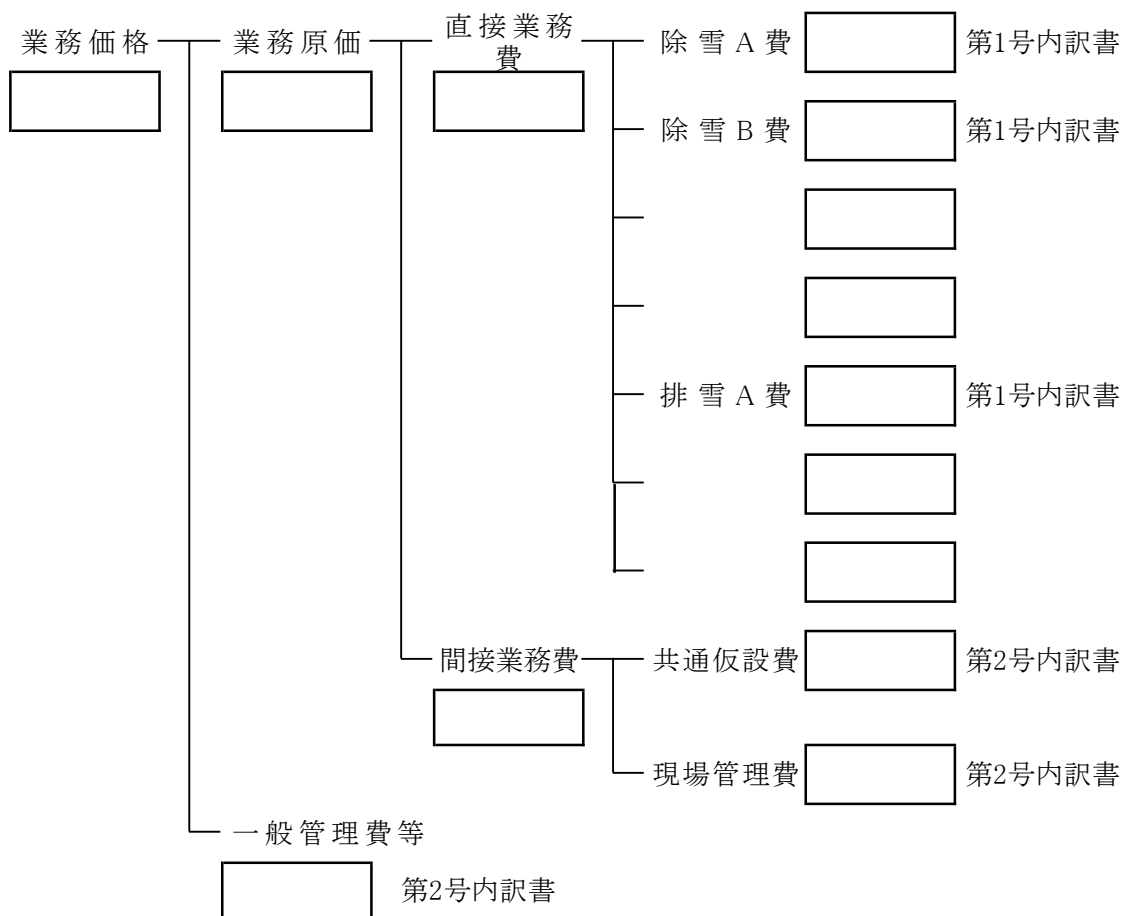 業務価格 業務原価 直接業務費 除雪A費 第1号内訳書
除雪B費 第1号内訳書
排雪A費 第1号内訳書
間接業務費 共通仮設費 第2号内訳書
現場管理費 第2号内訳書
一般管理費等
第2号内訳書